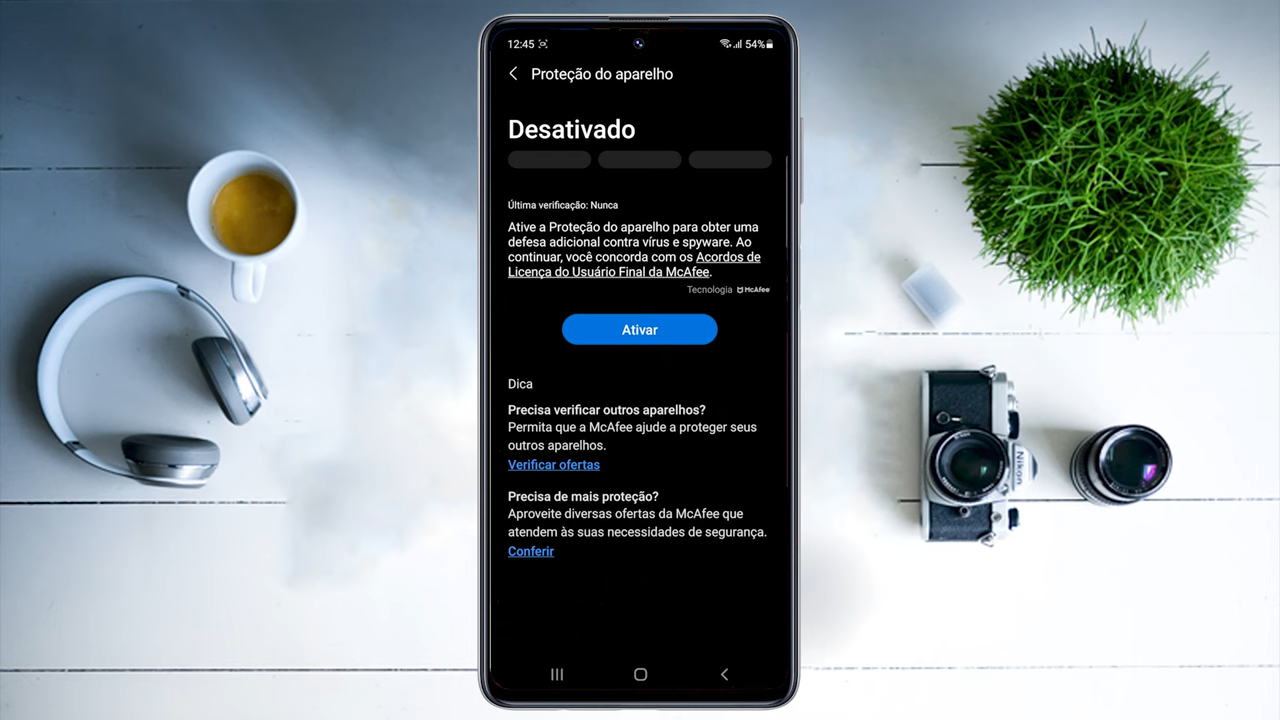 12:45 54%
Proteção do aparelho
Desativado
Última verificação: Nunca
Ative a Proteção do aparelho para obter uma
defesa adicional contra vírus e spyware. Ao
continuar, você concorda com os Acordos de
Licença do Usuário Final da McAfee.
Tecnologia McAfee
Ativar
Dica
Precisa verificar outros aparelhos?
Permita que a McAfee ajude a proteger seus
outros aparelhos.
Verificar ofertas
Precisa de mais proteção?
Aproveite diversas ofertas da McAfee que
atendem às suas necessidades de segurança.
Conferir
Nikon